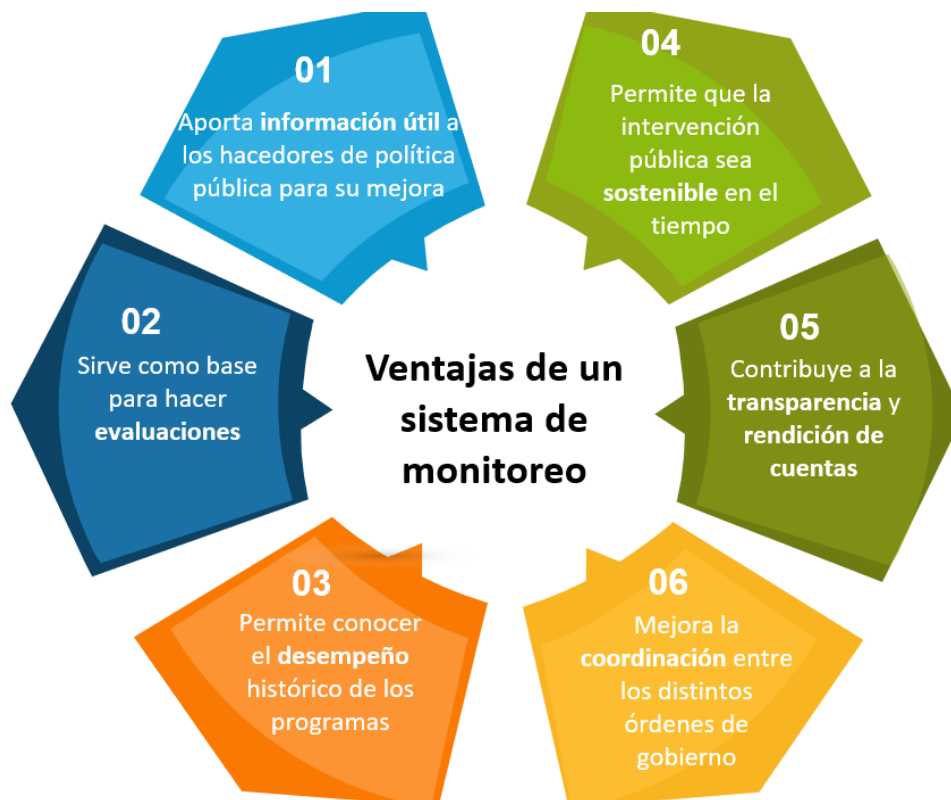 01
Aporta información útil a
los hacedores de política
pública para su mejora
02
Sirve como base
para hacer
evaluaciones
03
Permite conocer
el desempeño
histórico de los
programas
Ventajas de un
sistema de
monitoreo
04
Permite que la
intervención
pública sea
sostenible en el
tiempo
05
Contribuye a la
transparencia y
rendición de
cuentas
06
Mejora la
coordinación entre
los distintos
órdenes de
gobierno